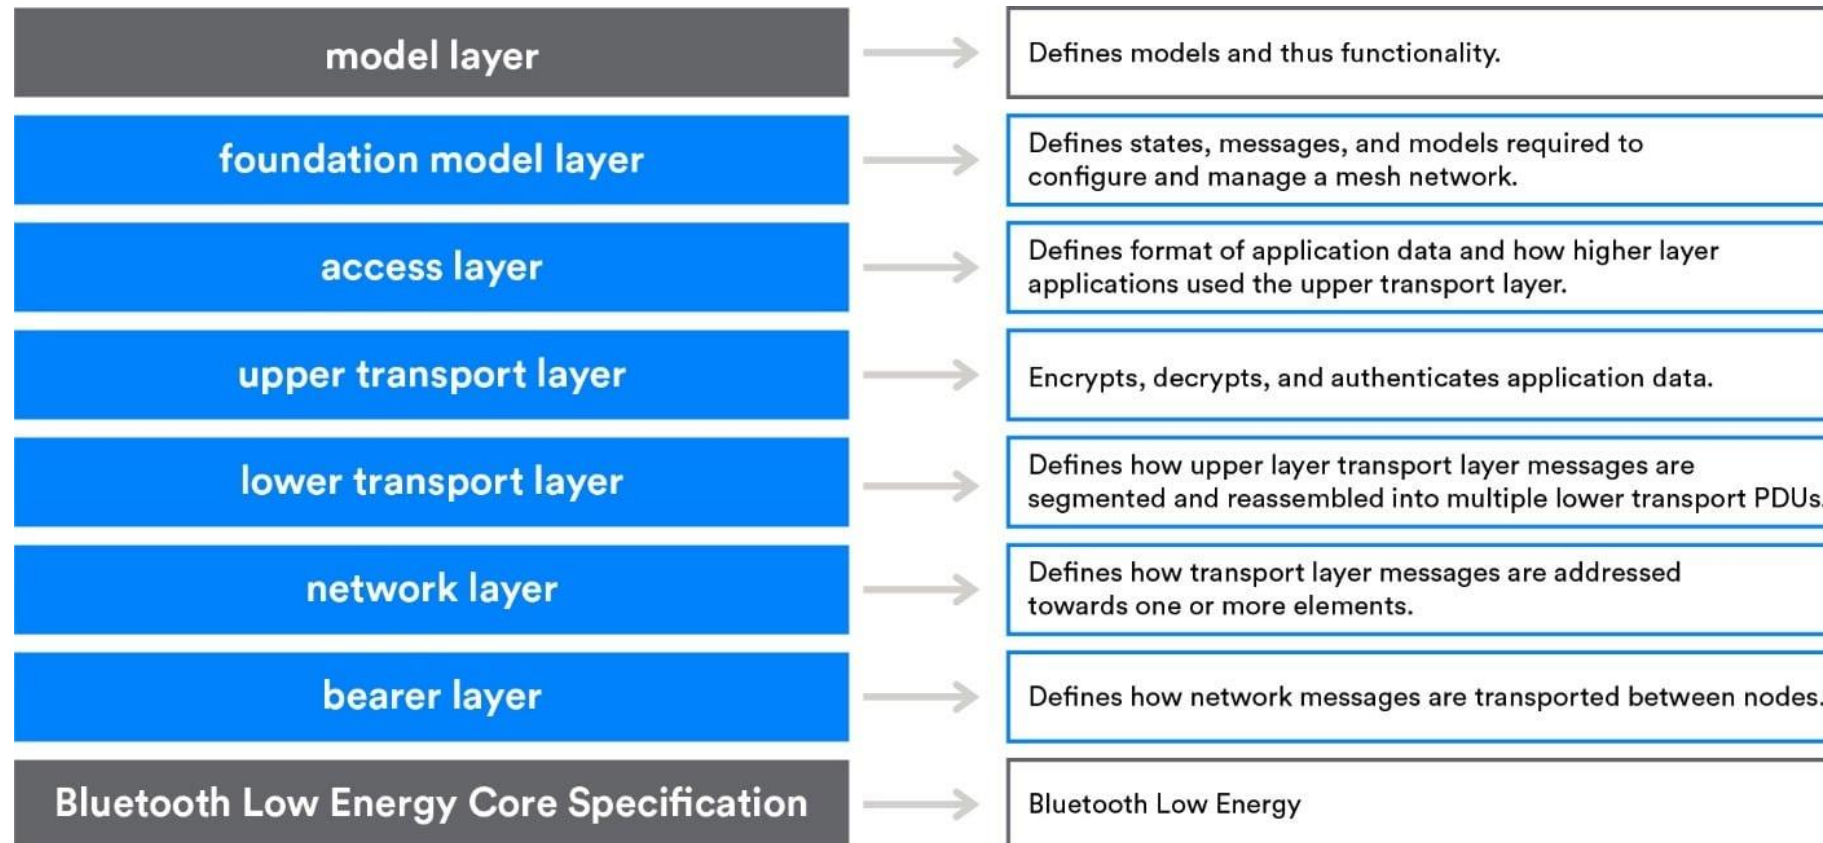 model layer
Defines models and thus functionality.
foundation model layer
Defines states, messages, and models required to
configure and manage a mesh network.
access layer
Defines format of application data and how higher layer
applications used the upper transport layer.
upper transport layer
Encrypts, decrypts, and authenticates application data.
lower transport layer
Defines how upper layer transport layer messages are
segmented and reassembled into multiple lower transport PDUs.
network layer
Defines how transport layer messages are addressed
towards one or more elements.
bearer layer
Defines how network messages are transported between nodes.
Bluetooth Low Energy Core Specification
Bluetooth Low Energy